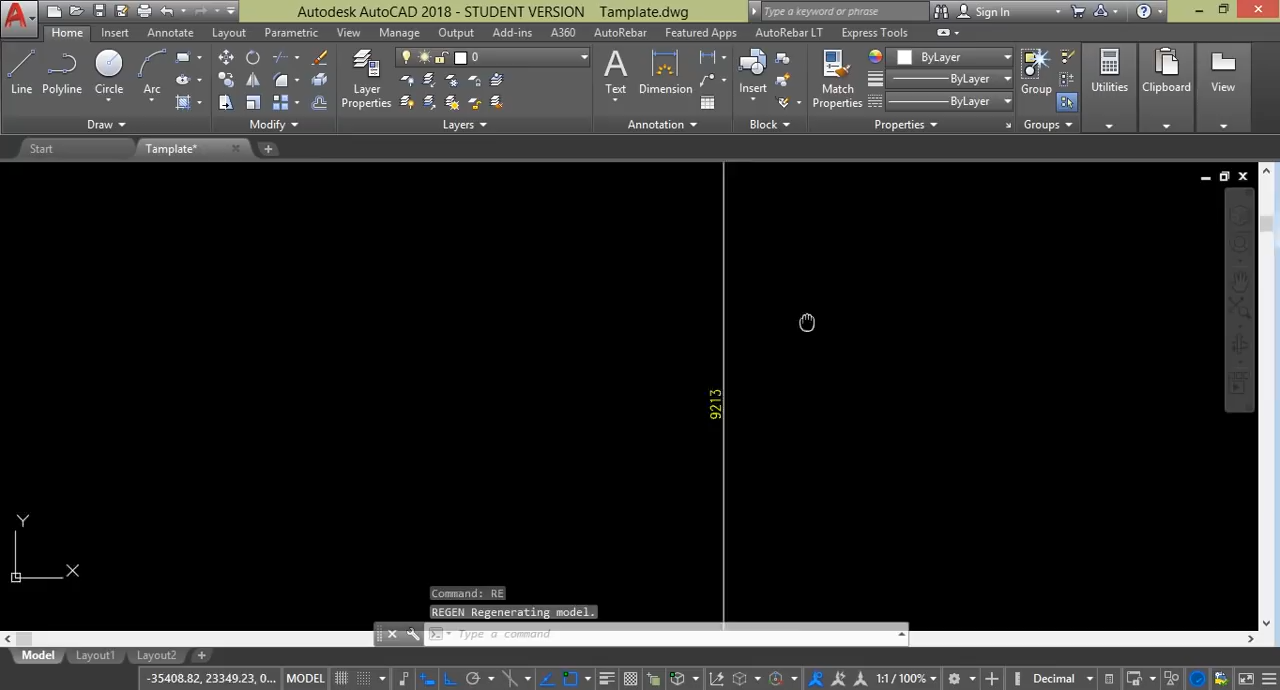 Autodesk AutoCAD 2018 - STUDENT VERSION Tamplate.dwg
Type a keyword or phrase
Sign In
Home Insert Annotate Layout Parametric View Manage Output Add-ins A360 AutoRebar Featured Apps AutoRebar LT Express Tools
Line Polyline Circle Arc
Layer Properties
0
Text Dimension
Insert
Match Properties
ByLayer
ByLayer
ByLayer
Group Utilities Clipboard View
Draw Modify Layers Annotation Block Properties Groups
Start Tamplate*
9213
Y
X
Command: RE
REGEN Regenerating model.
Type a command
Model Layout1 Layout2
-35408.82, 23349.23, 0... MODEL 1:1 / 100% Decimal